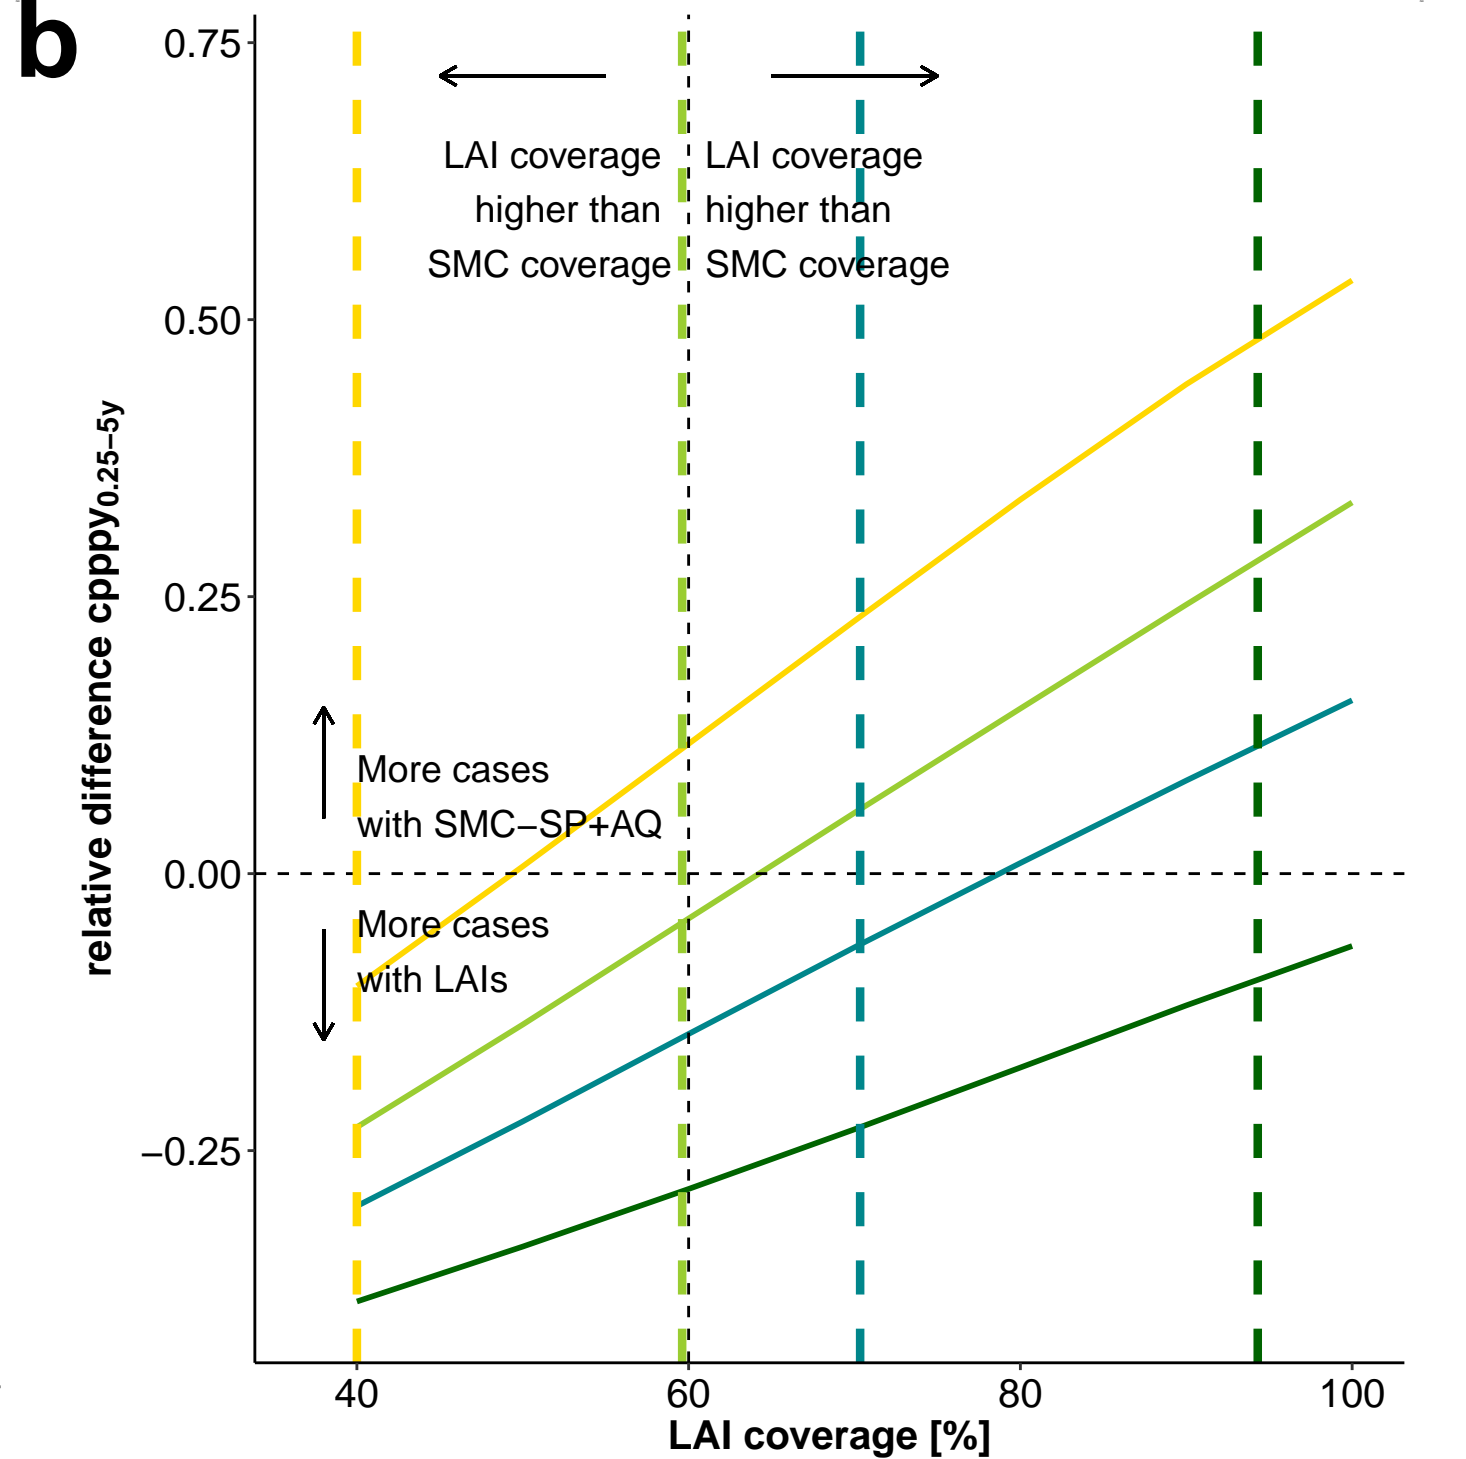 b
0.75
LAI coverage
higher than
SMC coverage
LAI coverage
higher than
SMC coverage
0.50
0.25
More cases
with SMC−SP+AQ
0.00
More cases
with LAIs
−0.25
relative difference cpppy0.25−5y
40
60
80
100
LAI coverage [%]